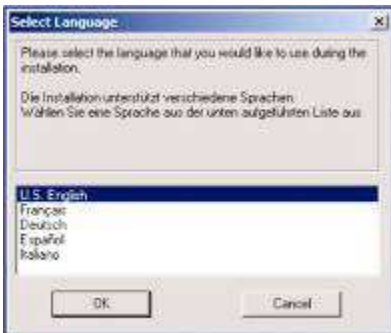 Select Language
Please select the language that you would like to use during the
installation.
Die Installation unterstützt verschiedene Sprachen.
Wählen Sie eine Sprache aus der unten aufgeführten Liste aus
U.S. English
Français
Deutsch
Español
Italiano
OK
Cancel